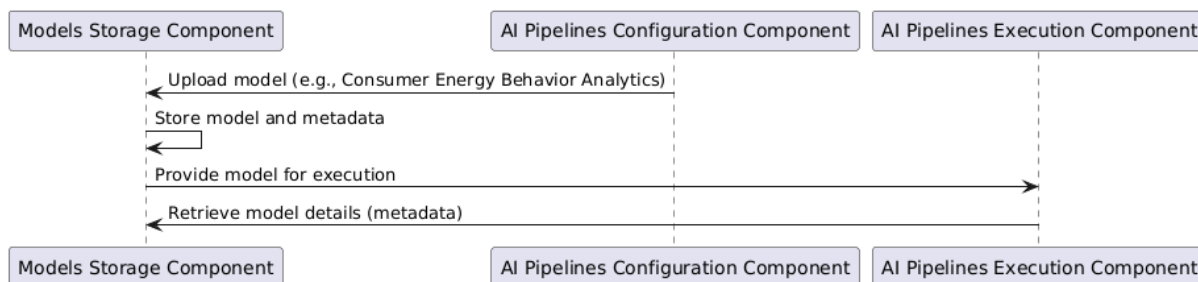 Models Storage Component
AI Pipelines Configuration Component
AI Pipelines Execution Component
Upload model (e.g., Consumer Energy Behavior Analytics)
Store model and metadata
Provide model for execution
Retrieve model details (metadata)
Models Storage Component
AI Pipelines Configuration Component
AI Pipelines Execution Component